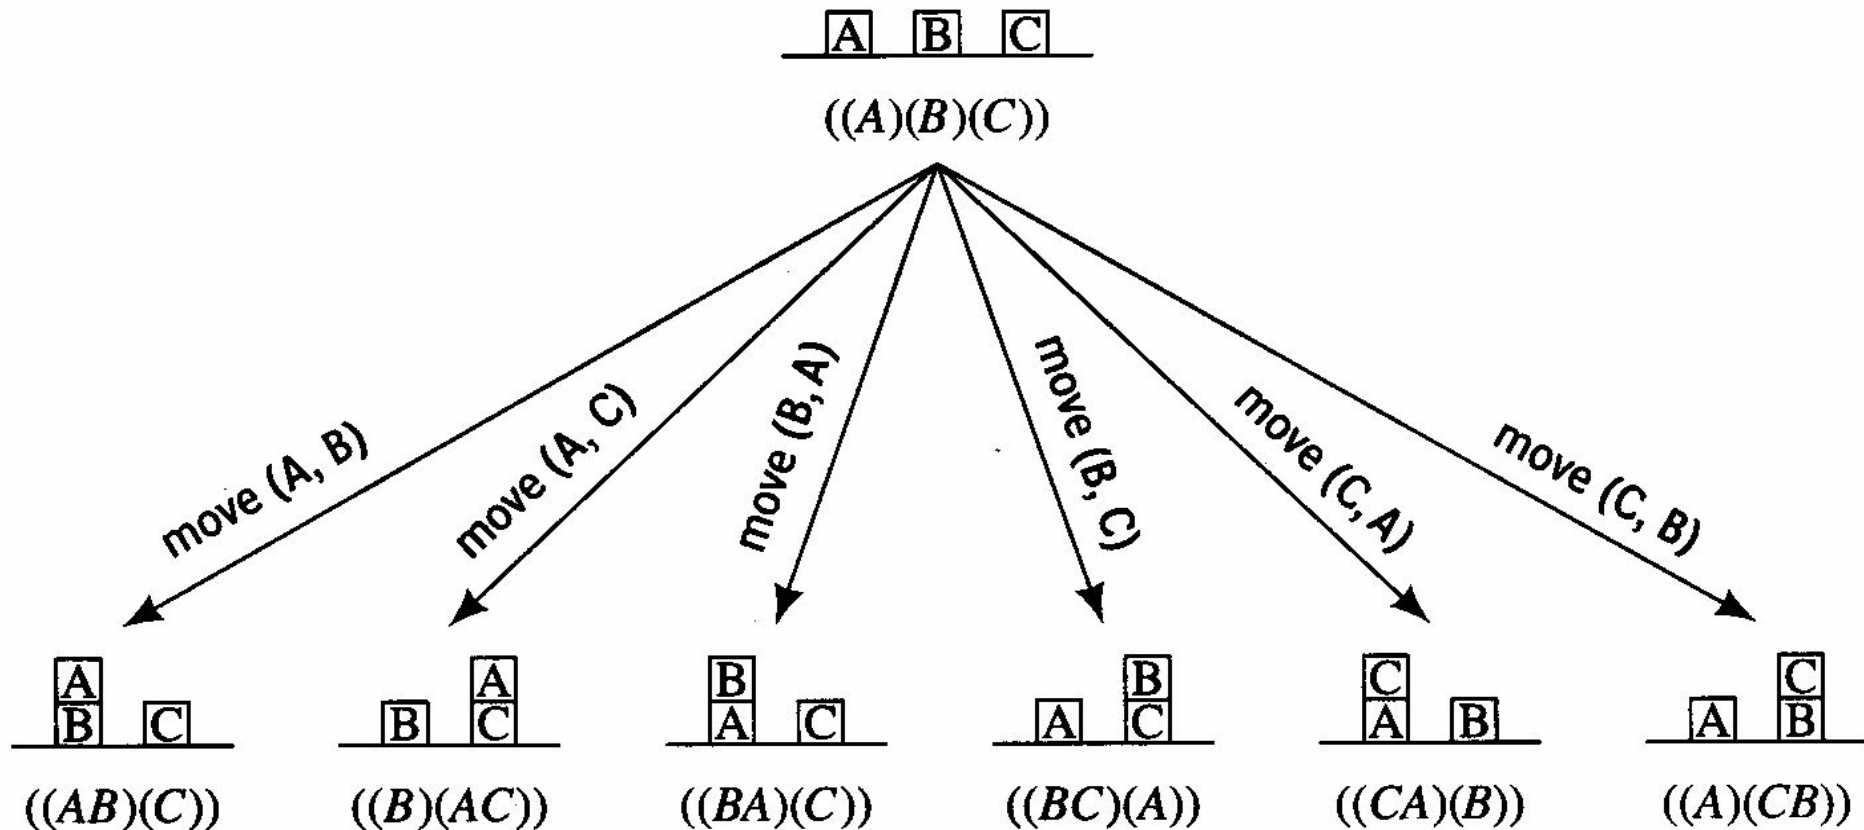 A B C
((A)(B)(C))
move (A, B)
move (A, C)
move (B, A)
move (B, C)
move (C, A)
move (C, B)
A
B C
A
B C
B
A C
B
A C
C
A B
C
A B
((AB)(C))
((B)(AC))
((BA)(C))
((BC)(A))
((CA)(B))
((A)(CB))